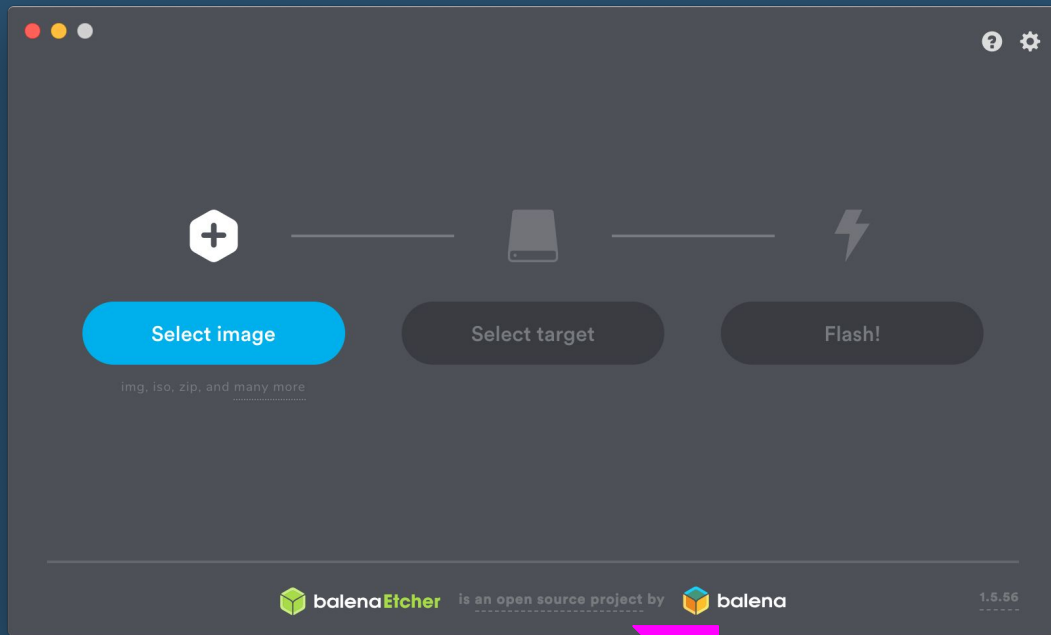 Select image
Select target
Flash!
img, iso, zip, and many more
balenaEtcher is an open source project by balena
1.5.56